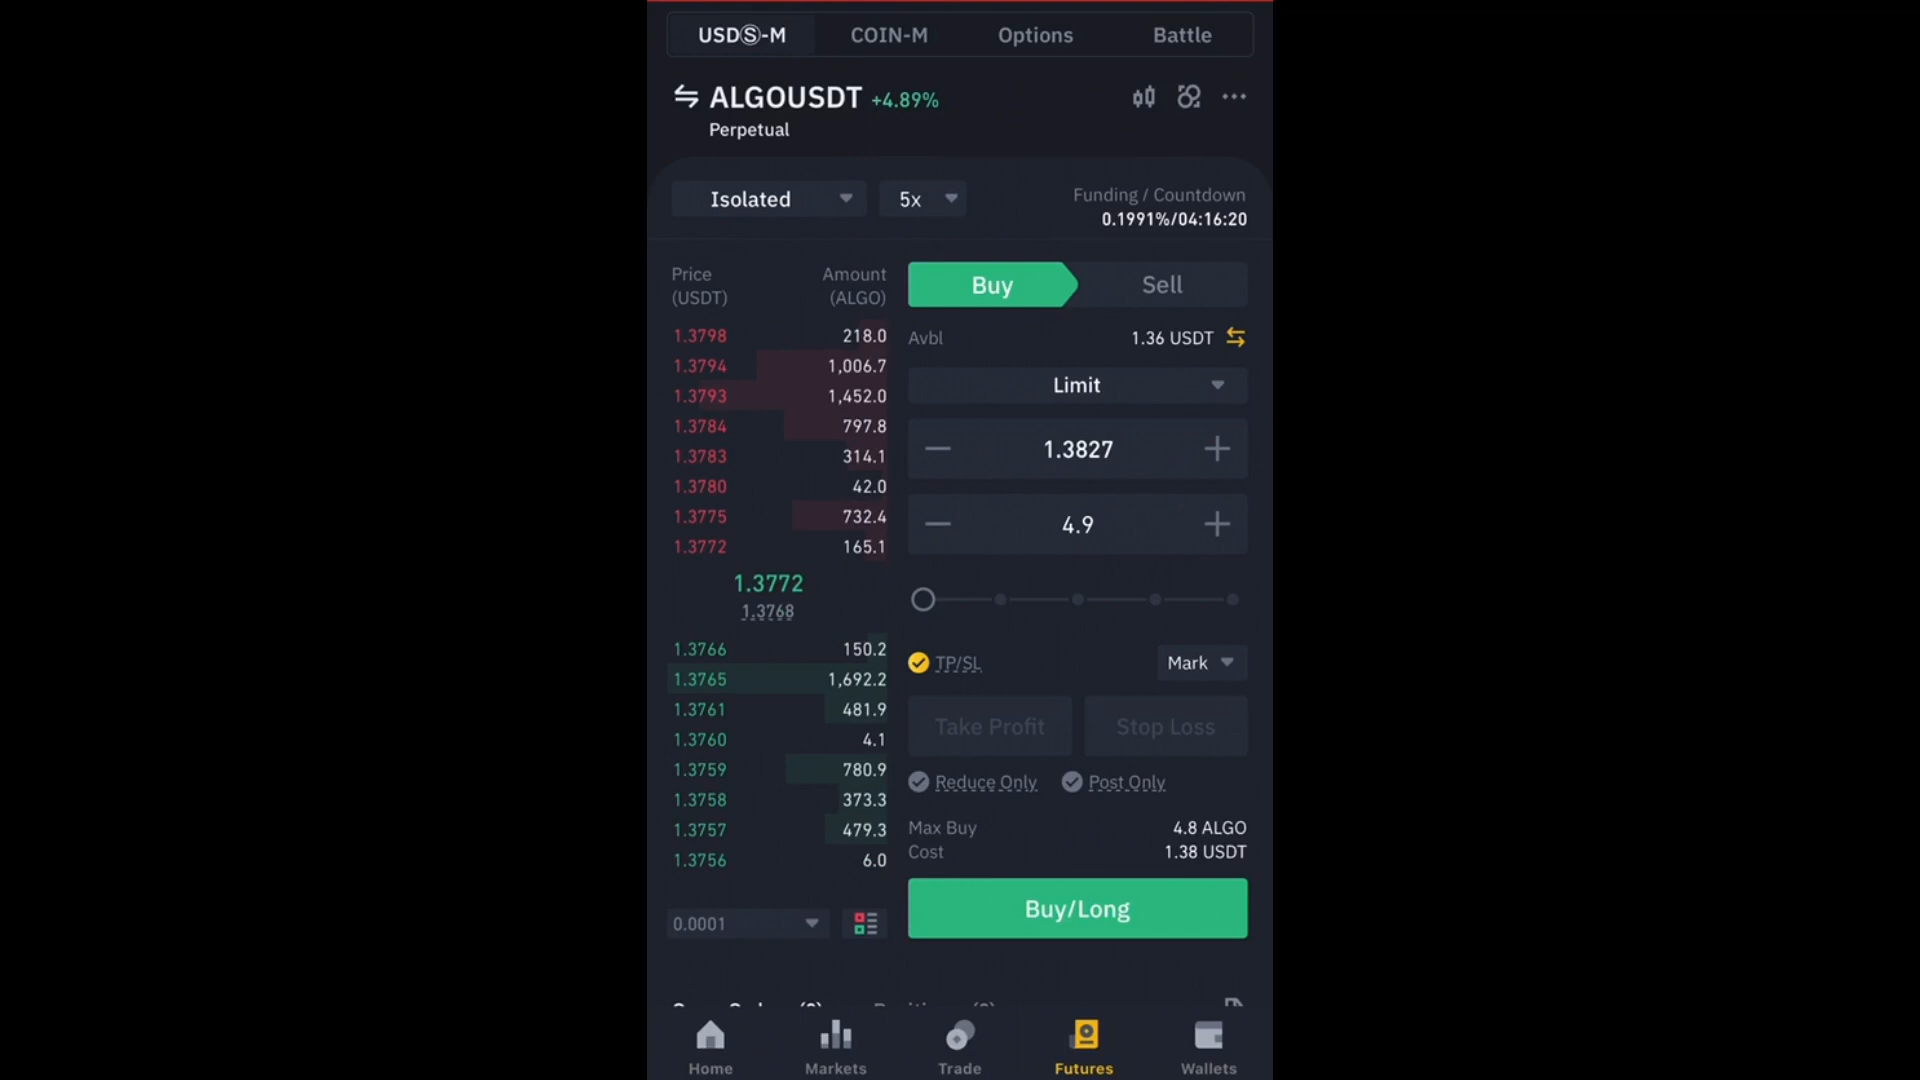 USDⓈ-M COIN-M Options Battle
ALGOUSDT +4.89%
Perpetual
Isolated 5x
Funding / Countdown
0.1991%/04:16:20
Price (USDT) Amount (ALGO)
1.3798 218.0
1.3794 1,006.7
1.3793 1,452.0
1.3784 797.8
1.3783 314.1
1.3780 42.0
1.3775 732.4
1.3772 165.1
1.3772
1.3768
1.3766 150.2
1.3765 1,692.2
1.3761 481.9
1.3760 4.1
1.3759 780.9
1.3758 373.3
1.3757 479.3
1.3756 6.0
0.0001
Buy Sell
Avbl 1.36 USDT
Limit
1.3827
4.9
TP/SL Mark
Take Profit Stop Loss
Reduce Only Post Only
Max Buy 4.8 ALGO
Cost 1.38 USDT
Buy/Long
Home Markets Trade Futures Wallets